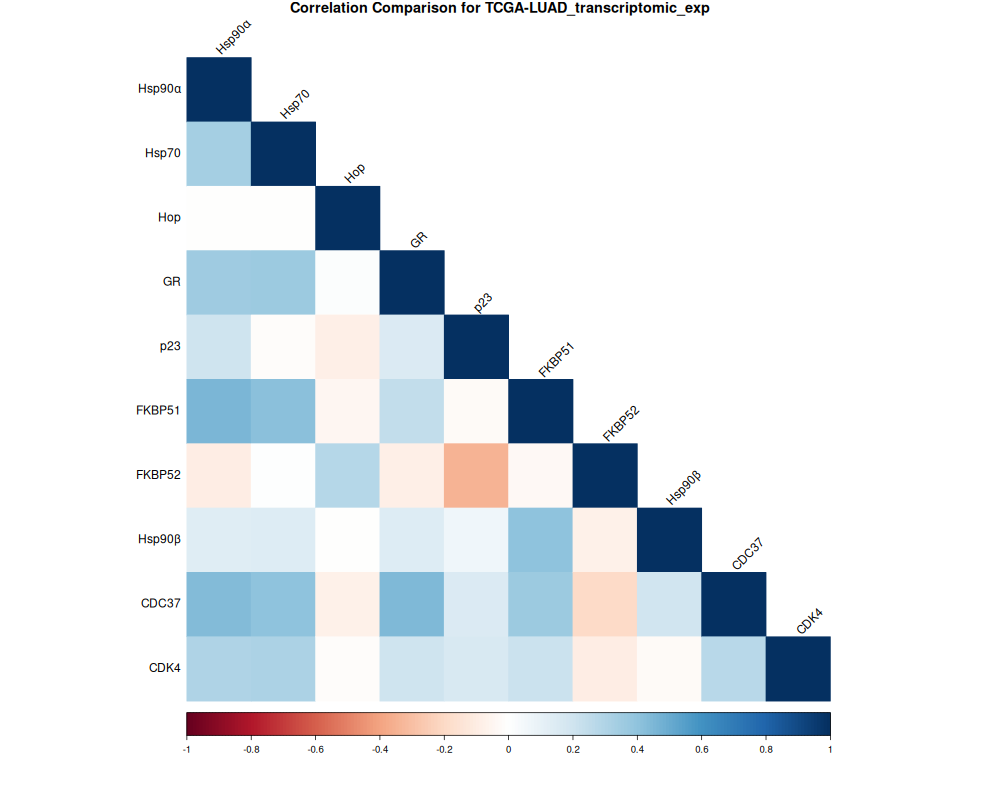 Correlation Comparison for TCGA-LUAD_transcriptomic_exp
Hsp90α
Hsp90α
Hsp70
Hsp70
Hop
Hop
GR
GR
p23
p23
FKBP51
FKBP51
FKBP52
FKBP52
Hsp90β
Hsp90β
CDC37
CDC37
CDK4
CDK4
-1 -0.8 -0.6 -0.4 -0.2 0 0.2 0.4 0.6 0.8 1